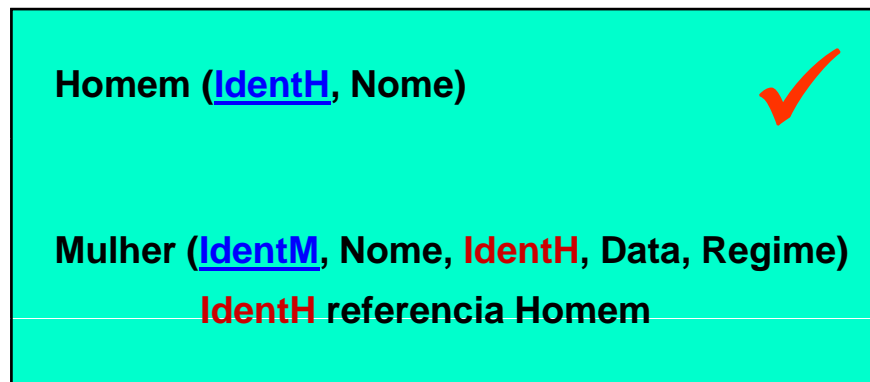 Homem (IdentH, Nome)
Mulher (IdentM, Nome, IdentH, Data, Regime)
IdentH referencia Homem